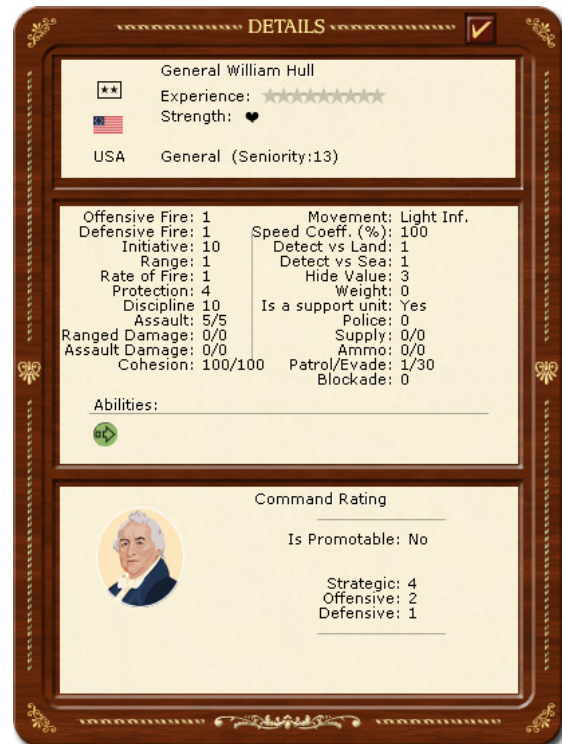 DETAILS
General William Hull
Experience:
Strength:
USA General (Seniority:13)
Offensive Fire: 1
Defensive Fire: 1
Initiative: 10
Range: 1
Rate of Fire: 1
Protection: 4
Discipline 10
Assault: 5/5
Ranged Damage: 0/0
Assault Damage: 0/0
Cohesion: 100/100
Movement: Light Inf.
Speed Coeff. (%): 100
Detect vs Land: 1
Detect vs Sea: 1
Hide Value: 3
Weight: 0
Is a support unit: Yes
Police: 0
Supply: 0/0
Ammo: 0/0
Patrol/Evade: 1/30
Blockade: 0
Abilities:
Command Rating
Is Promotable: No
Strategic: 4
Offensive: 2
Defensive: 1